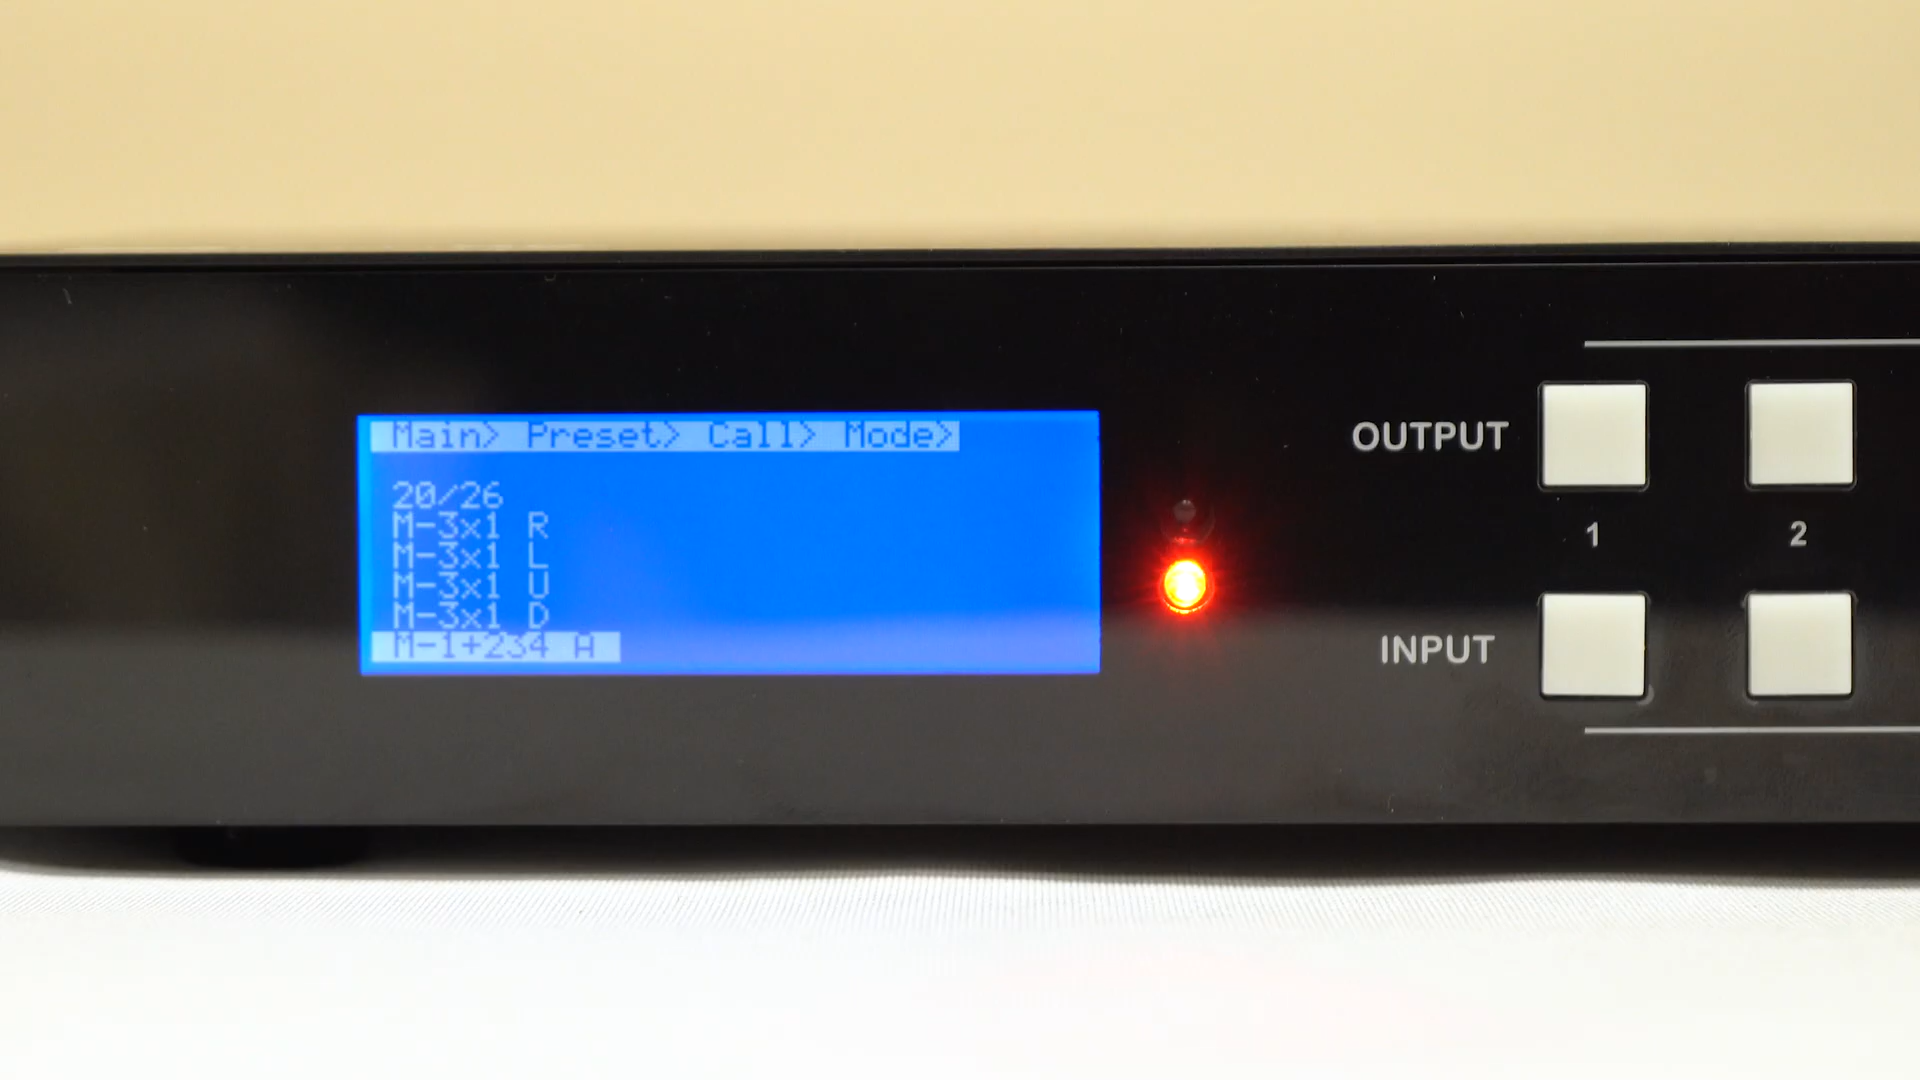 Main> Preset> Call> Mode>
20/26
M-3x1 R
M-3x1 L
M-3x1 U
M-3x1 D
M-1+234 A
OUTPUT
1 2
INPUT